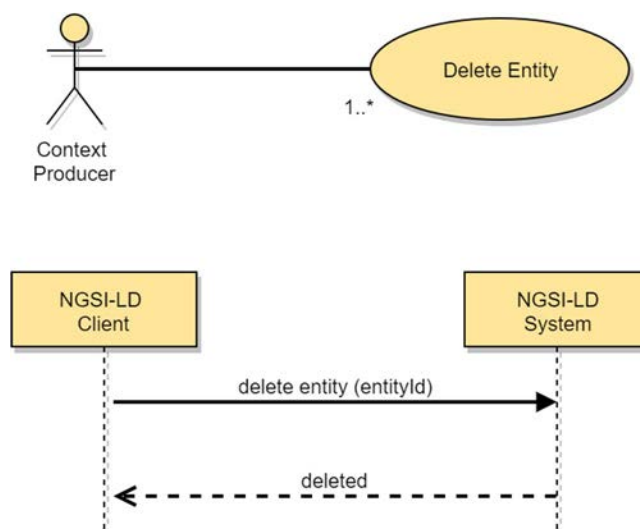 Delete Entity
1..*
Context
Producer
NGSI-LD
Client
NGSI-LD
System
delete entity (entityId)
deleted